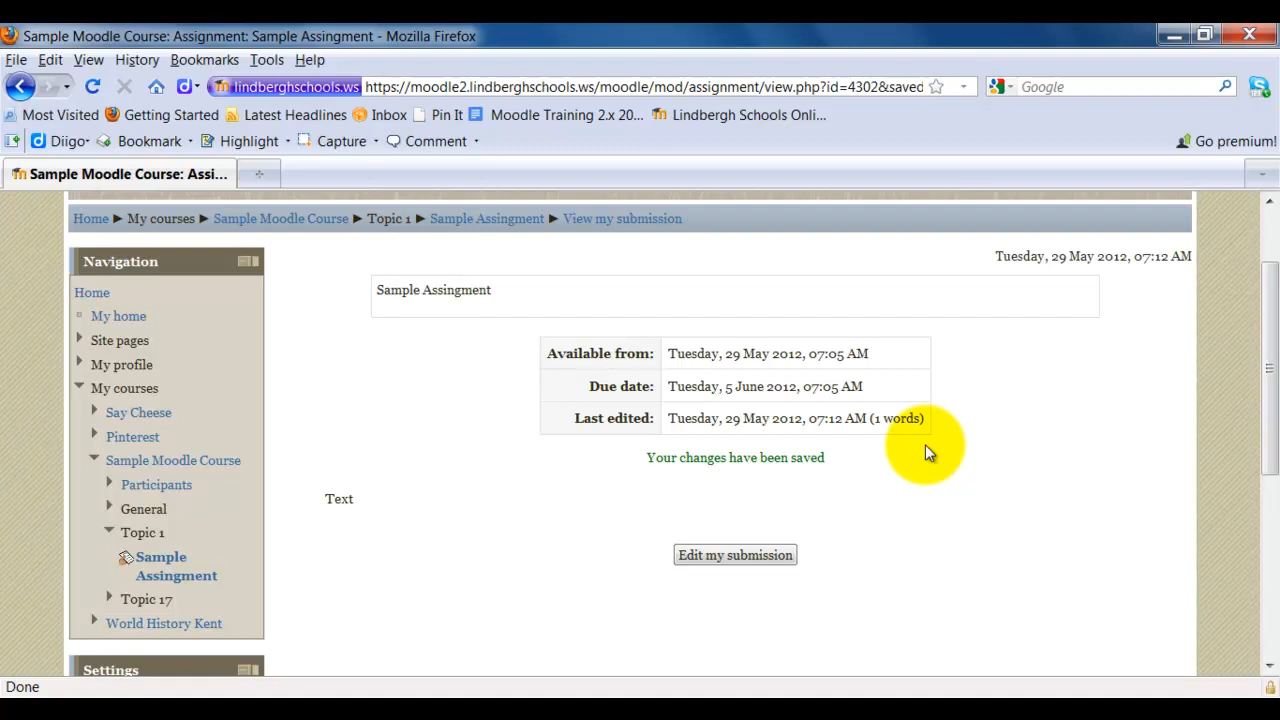 Sample Moodle Course: Assignment: Sample Assingment - Mozilla Firefox
File Edit View History Bookmarks Tools Help
lindberghschools.ws https://moodle2.lindberghschools.ws/moodle/mod/assignment/view.php?id=4302&saved Google
Most Visited Getting Started Latest Headlines Inbox Pin It Moodle Training 2.x 20... Lindbergh Schools Onli...
Diigo Bookmark Highlight Capture Comment Go premium!
Sample Moodle Course: Assi...
Home ► My courses ► Sample Moodle Course ► Topic 1 ► Sample Assingment ► View my submission
Tuesday, 29 May 2012, 07:12 AM
Navigation
Home
My home
Site pages
My profile
My courses
Say Cheese
Pinterest
Sample Moodle Course
Participants
General
Topic 1
Sample
Assingment
Topic 17
World History Kent
Settings
Sample Assingment
Available from: Tuesday, 29 May 2012, 07:05 AM
Due date: Tuesday, 5 June 2012, 07:05 AM
Last edited: Tuesday, 29 May 2012, 07:12 AM (1 words)
Your changes have been saved
Text
Edit my submission
Done